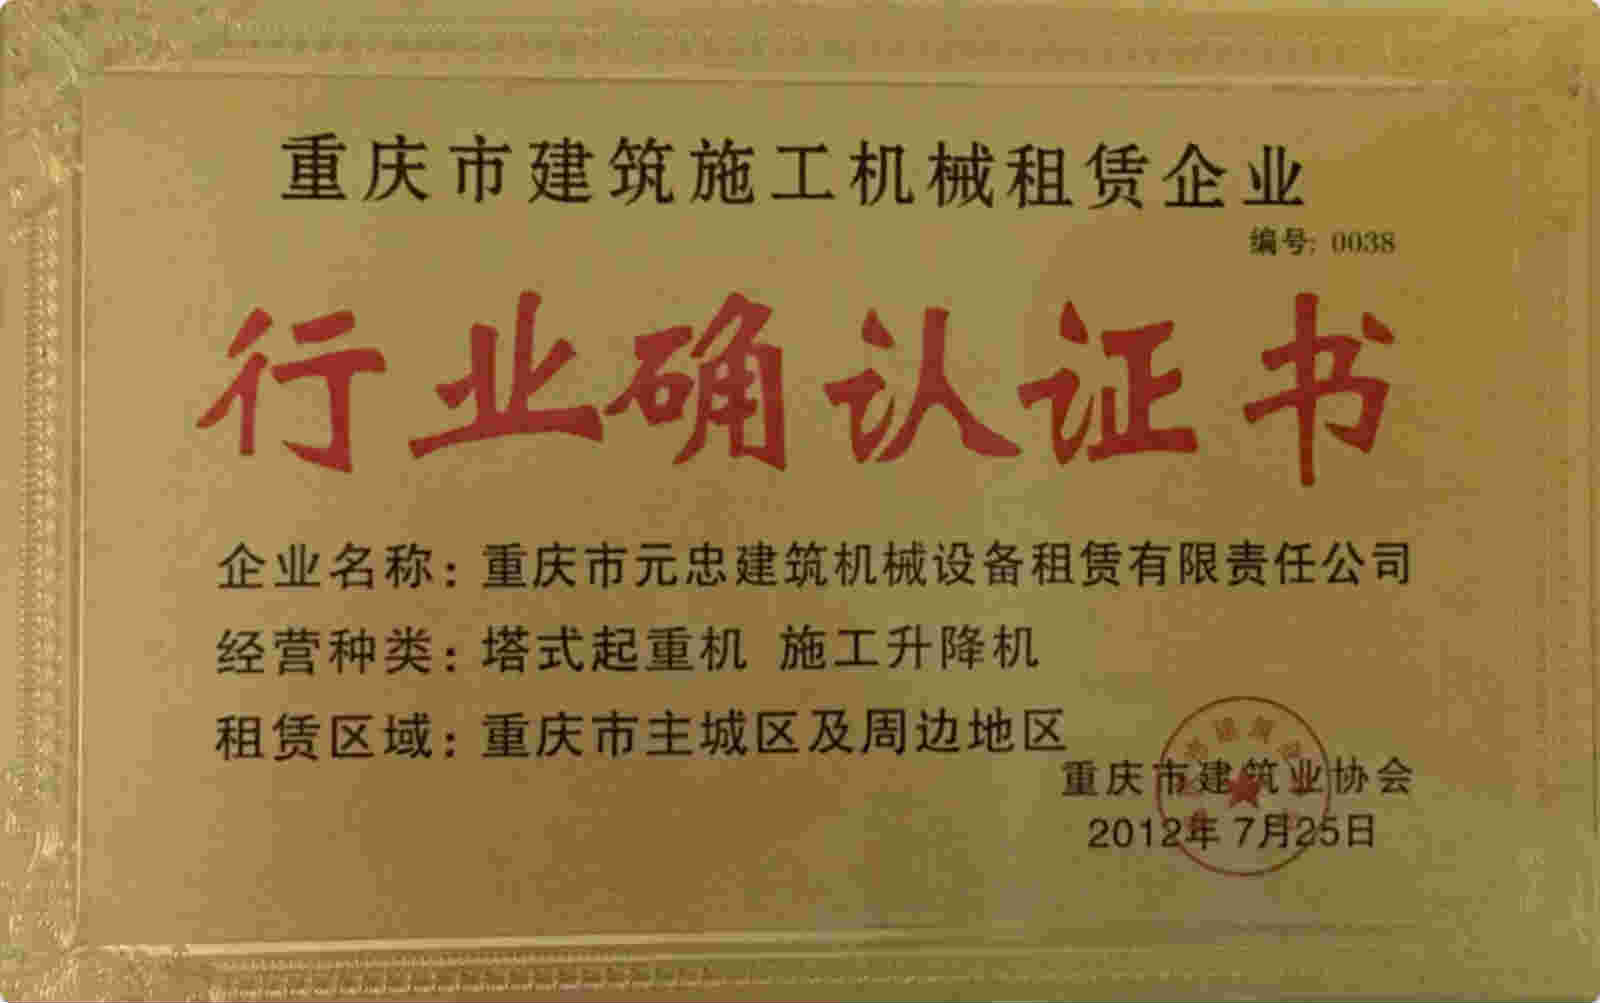 重庆市建筑施工机械租赁企业
编号: 0038
行业确认证书
企业名称：重庆市元忠建筑机械设备租赁有限责任公司
经营种类：塔式起重机 施工升降机
租赁区域：重庆市主城区及周边地区
重庆市建筑业协会
2012年7月25日